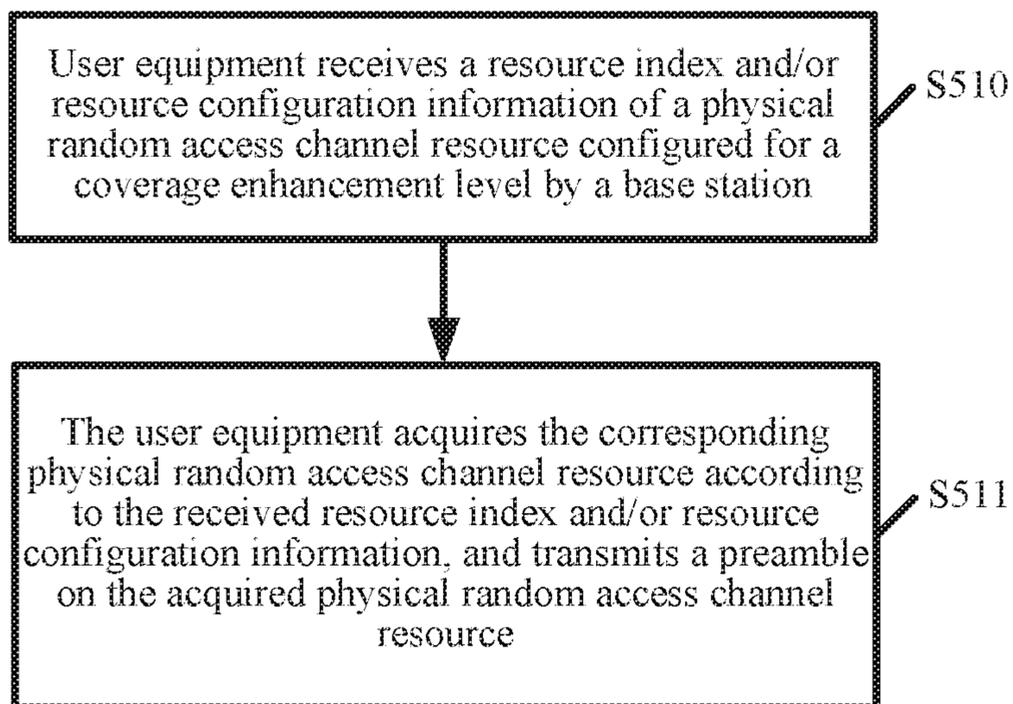 User equipment receives a resource index and/or
resource configuration information of a physical
random access channel resource configured for a
coverage enhancement level by a base station
S510
The user equipment acquires the corresponding
physical random access channel resource according
to the received resource index and/or resource
configuration information, and transmits a preamble
on the acquired physical random access channel
resource
S511